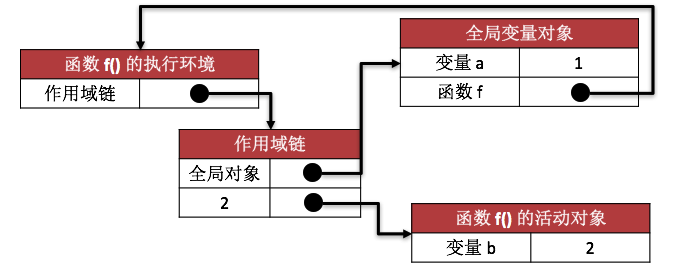 函数 f() 的执行环境
作用域链
全局变量对象
变量 a 1
函数 f
作用域链
全局对象
2
函数 f() 的活动对象
变量 b 2